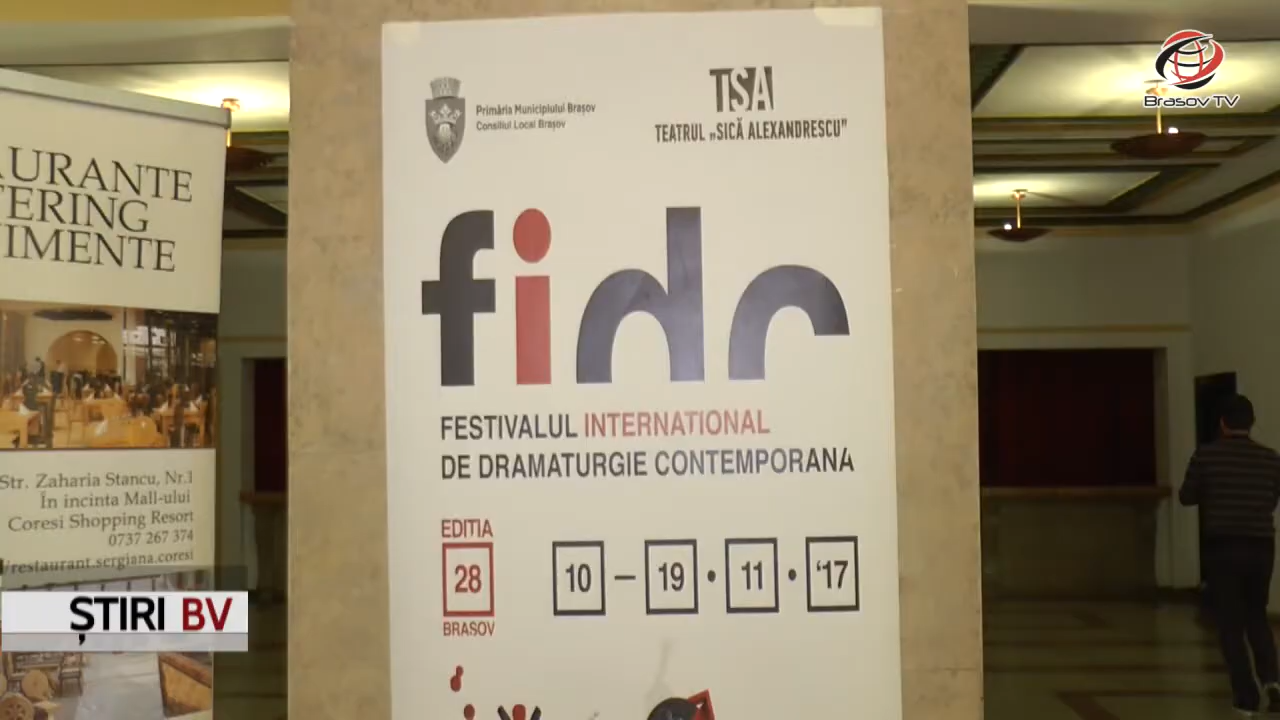 URANTE
TERING
NIMENTE
Str. Zaharia Stancu, Nr.1
În incinta Mall-ului
Coresi Shopping Resort
0737 267 374
/restaurant.sergiana.coresi
ȘTIRI BV
Primăria Municipiului Brașov
Consiliul Local Brașov
TSA
TEATRUL „SICĂ ALEXANDRESCU”
fidc
FESTIVALUL INTERNATIONAL
DE DRAMATURGIE CONTEMPORANA
EDITIA
28
BRASOV
10 – 19 • 11 • '17
Brasov TV